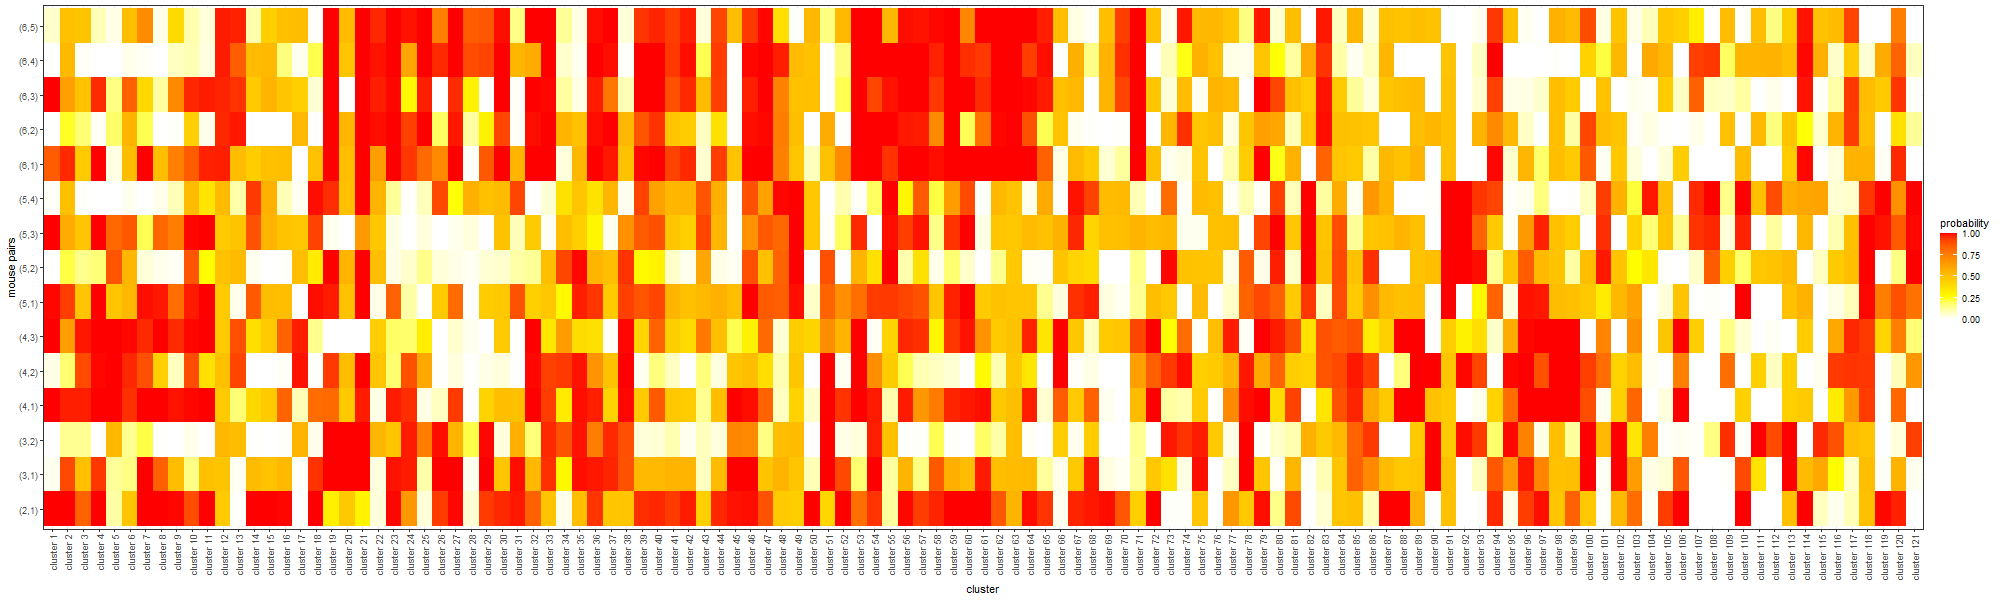 (6,5)
(6,4)
(6,3)
(6,2)
(6,1)
(5,4)
(5,3)
(5,2)
(5,1)
(4,3)
(4,2)
(4,1)
(3,2)
(3,1)
(2,1)
mouse pairs
cluster 1
cluster 2
cluster 3
cluster 4
cluster 5
cluster 6
cluster 7
cluster 8
cluster 9
cluster 10
cluster 11
cluster 12
cluster 13
cluster 14
cluster 15
cluster 16
cluster 17
cluster 18
cluster 19
cluster 20
cluster 21
cluster 22
cluster 23
cluster 24
cluster 25
cluster 26
cluster 27
cluster 28
cluster 29
cluster 30
cluster 31
cluster 32
cluster 33
cluster 34
cluster 35
cluster 36
cluster 37
cluster 38
cluster 39
cluster 40
cluster 41
cluster 42
cluster 43
cluster 44
cluster 45
cluster 46
cluster 47
cluster 48
cluster 49
cluster 50
cluster 51
cluster 52
cluster 53
cluster 54
cluster 55
cluster 56
cluster 57
cluster 58
cluster 59
cluster 60
cluster 61
cluster 62
cluster 63
cluster 64
cluster 65
cluster 66
cluster 67
cluster 68
cluster 69
cluster 70
cluster 71
cluster 72
cluster 73
cluster 74
cluster 75
cluster 76
cluster 77
cluster 78
cluster 79
cluster 80
cluster 81
cluster 82
cluster 83
cluster 84
cluster 85
cluster 86
cluster 87
cluster 88
cluster 89
cluster 90
cluster 91
cluster 92
cluster 93
cluster 94
cluster 95
cluster 96
cluster 97
cluster 98
cluster 99
cluster 100
cluster 101
cluster 102
cluster 103
cluster 104
cluster 105
cluster 106
cluster 107
cluster 108
cluster 109
cluster 110
cluster 111
cluster 112
cluster 113
cluster 114
cluster 115
cluster 116
cluster 117
cluster 118
cluster 119
cluster 120
cluster 121
cluster
probability
1.00
0.75
0.50
0.25
0.00